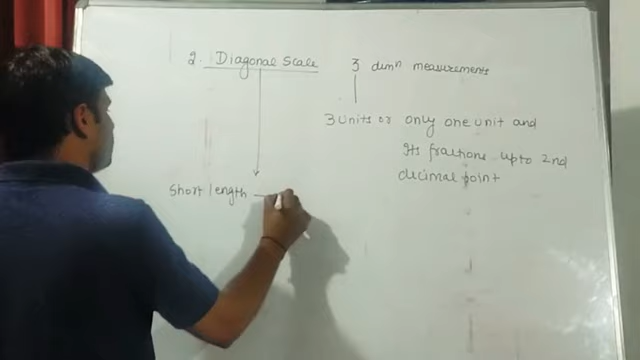 2. Diagonal Scale
3 dimn measurements
3 Units or only one unit and
Its fractions upto 2nd
decimal point
Short length